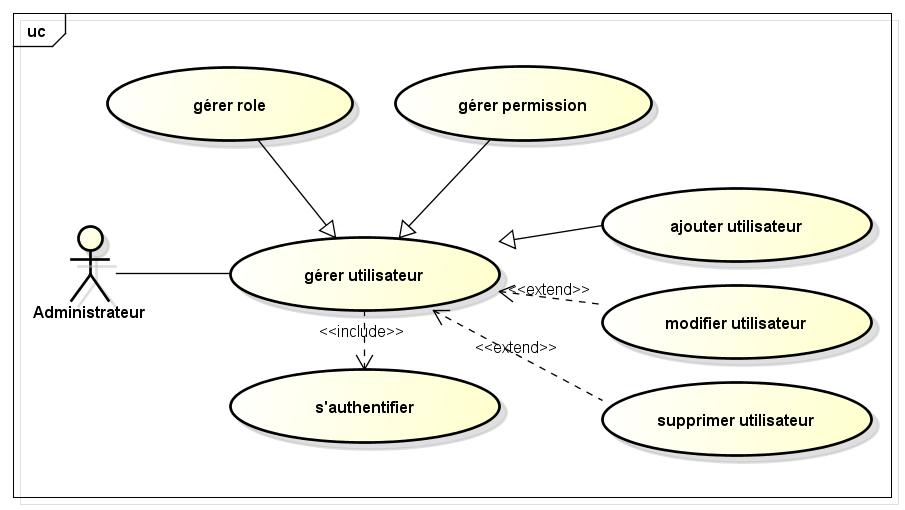 uc
gérer role
gérer permission
ajouter utilisateur
gérer utilisateur
<<extend>>
Administrateur
modifier utilisateur
<<include>>
<<extend>>
s'authentifier
supprimer utilisateur